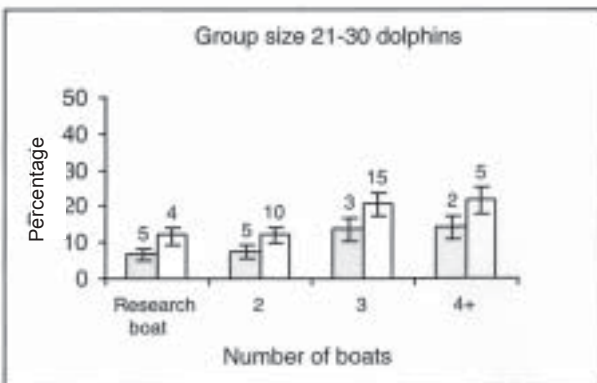 Group size 21-30 dolphins
Percentage
50
40
30
20
10
0
5 4 5 10 3 15 2 5
Research boat
2
3
4+
Number of boats